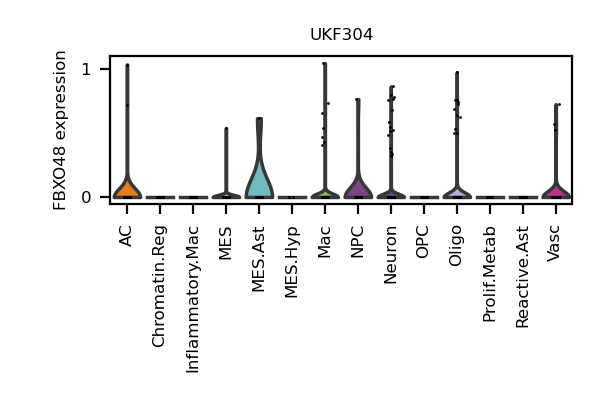 UKF304
FBXO48 expression
1
0
AC
Chromatin.Reg
Inflammatory.Mac
MES
MES.Ast
MES.Hyp
Mac
NPC
Neuron
OPC
Oligo
Prolif.Metab
Reactive.Ast
Vasc